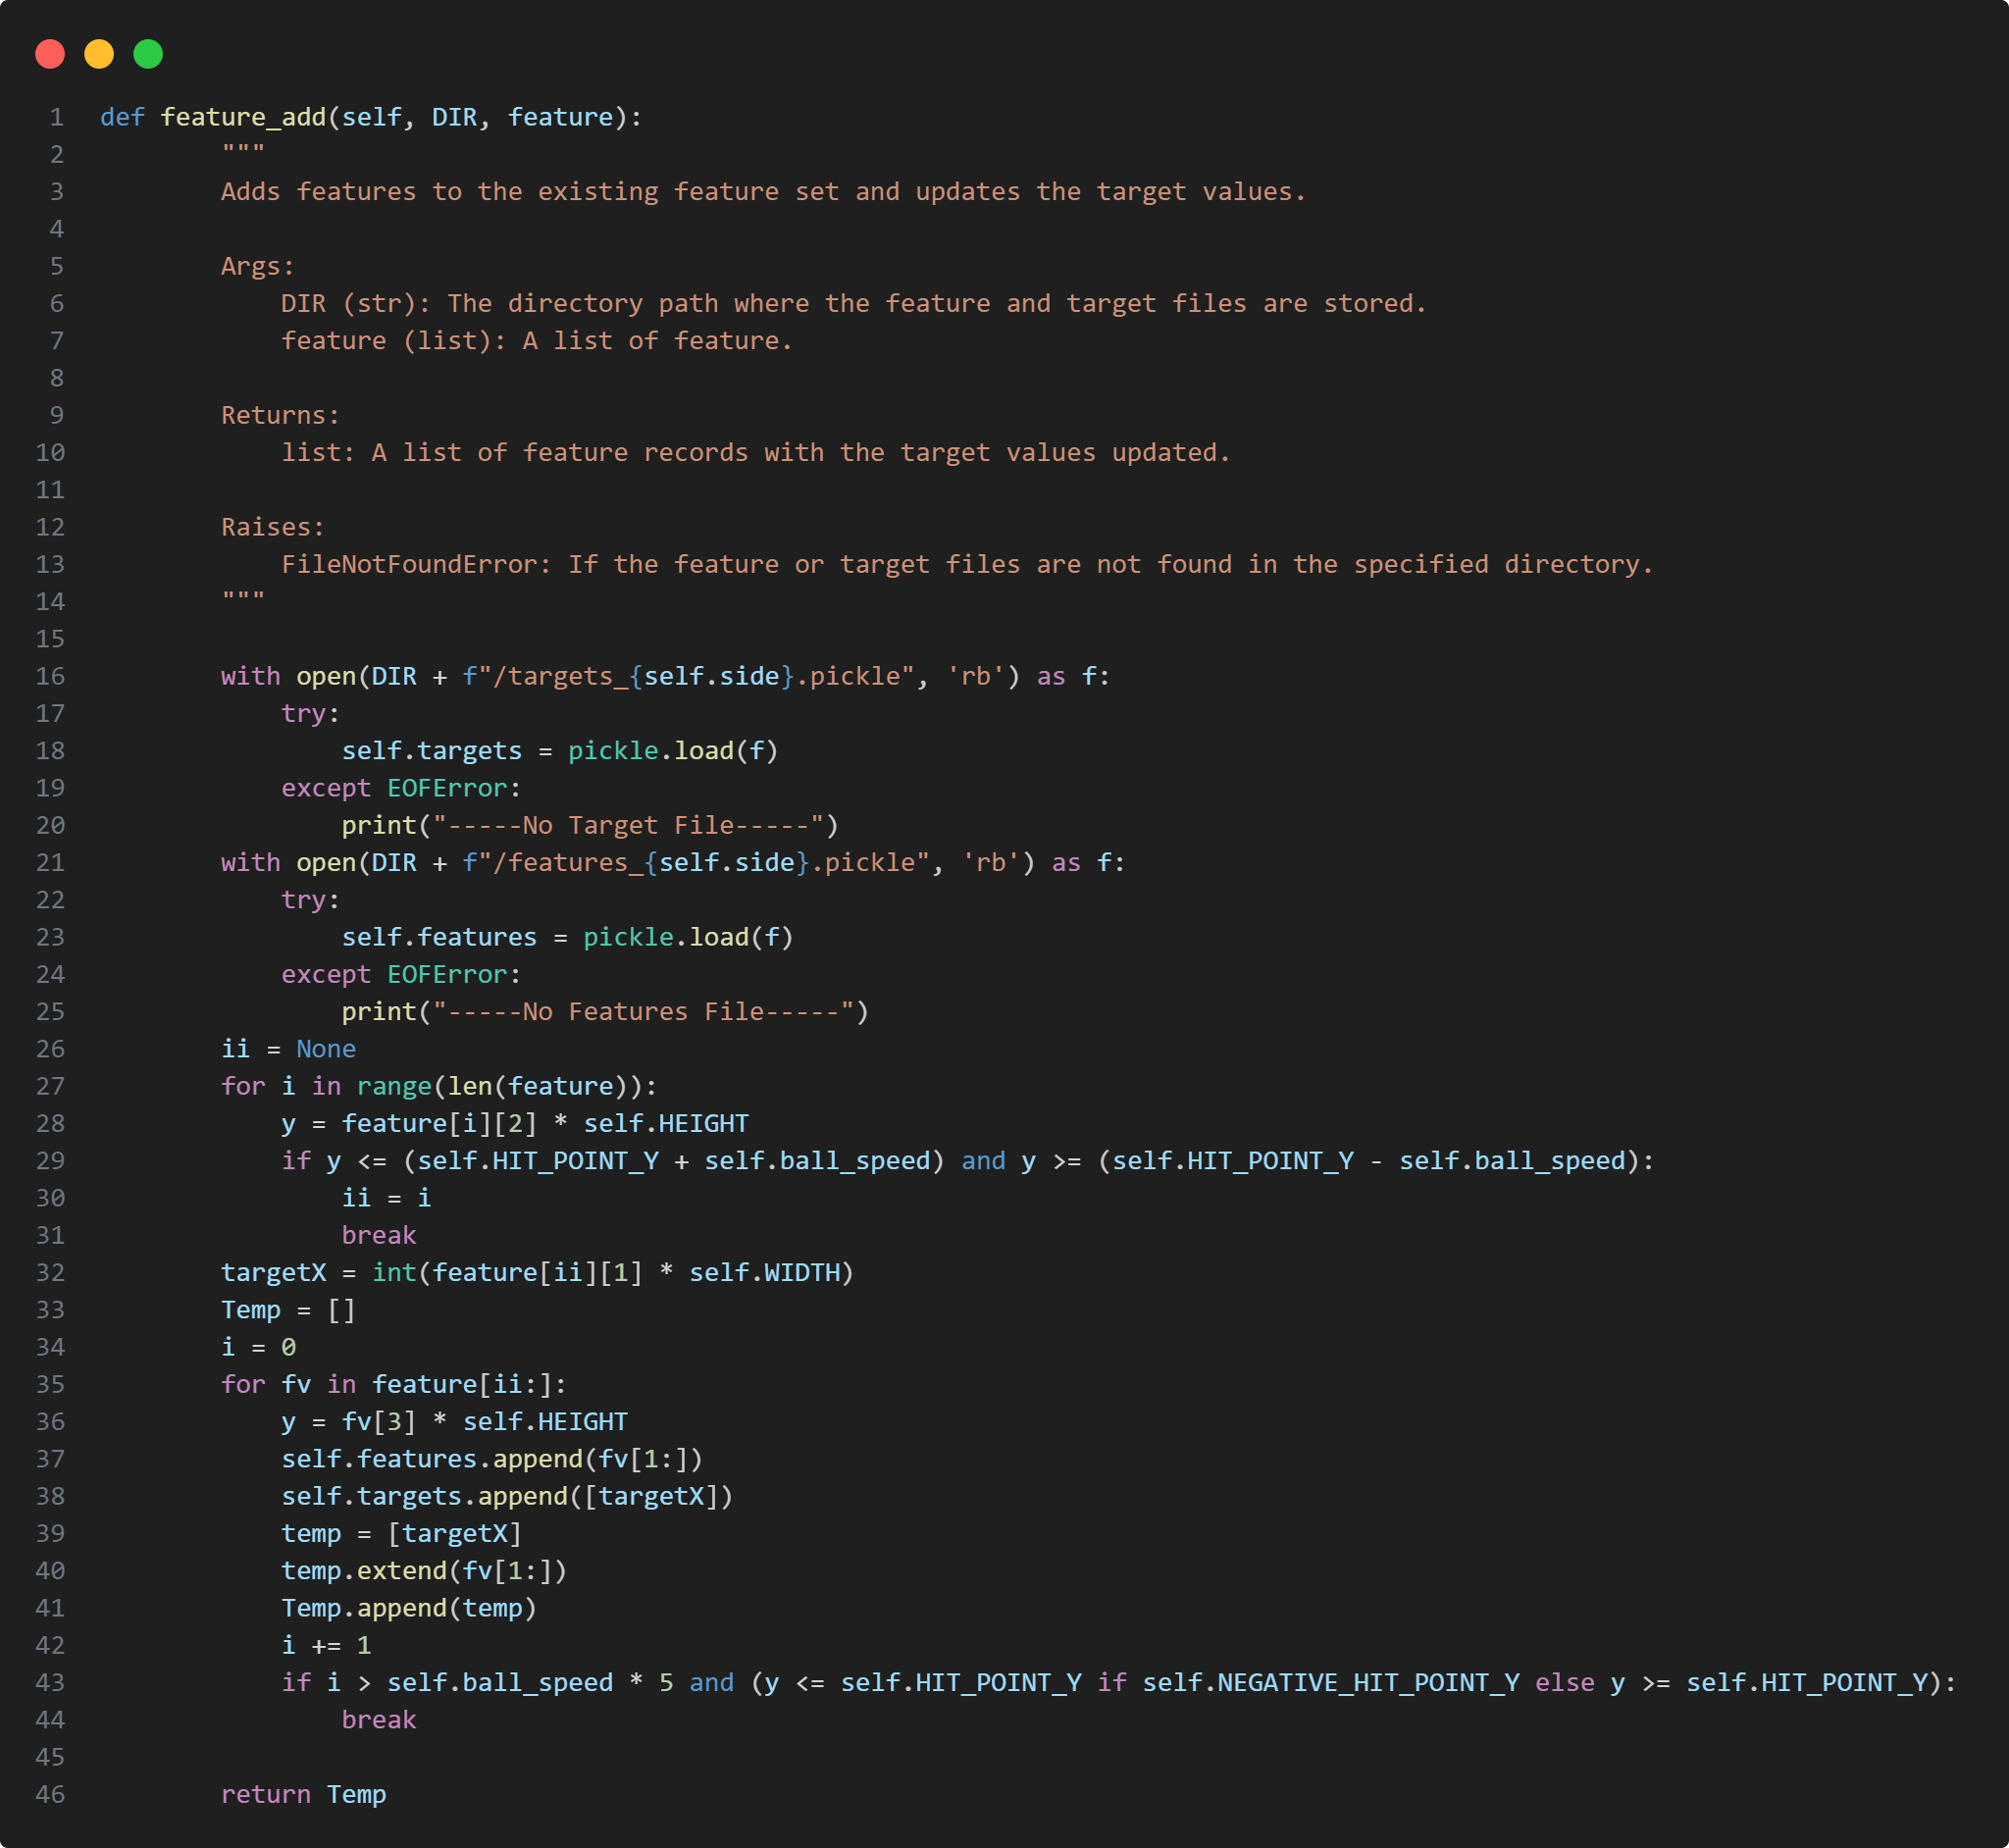 1 def feature_add(self, DIR, feature):
2         """
3         Adds features to the existing feature set and updates the target values.
4
5         Args:
6             DIR (str): The directory path where the feature and target files are stored.
7             feature (list): A list of feature.
8
9         Returns:
10             list: A list of feature records with the target values updated.
11
12         Raises:
13             FileNotFoundError: If the feature or target files are not found in the specified directory.
14         """
15
16         with open(DIR + f"/targets_{self.side}.pickle", 'rb') as f:
17             try:
18                 self.targets = pickle.load(f)
19             except EOFError:
20                 print("-----No Target File-----")
21         with open(DIR + f"/features_{self.side}.pickle", 'rb') as f:
22             try:
23                 self.features = pickle.load(f)
24             except EOFError:
25                 print("-----No Features File-----")
26         ii = None
27         for i in range(len(feature)):
28             y = feature[i][2] * self.HEIGHT
29             if y <= (self.HIT_POINT_Y + self.ball_speed) and y >= (self.HIT_POINT_Y - self.ball_speed):
30                 ii = i
31                 break
32         targetX = int(feature[ii][1] * self.WIDTH)
33         Temp = []
34         i = 0
35         for fv in feature[ii:]:
36             y = fv[3] * self.HEIGHT
37             self.features.append(fv[1:])
38             self.targets.append([targetX])
39             temp = [targetX]
40             temp.extend(fv[1:])
41             Temp.append(temp)
42             i += 1
43             if i > self.ball_speed * 5 and (y <= self.HIT_POINT_Y if self.NEGATIVE_HIT_POINT_Y else y >= self.HIT_POINT_Y):
44                 break
45
46         return Temp